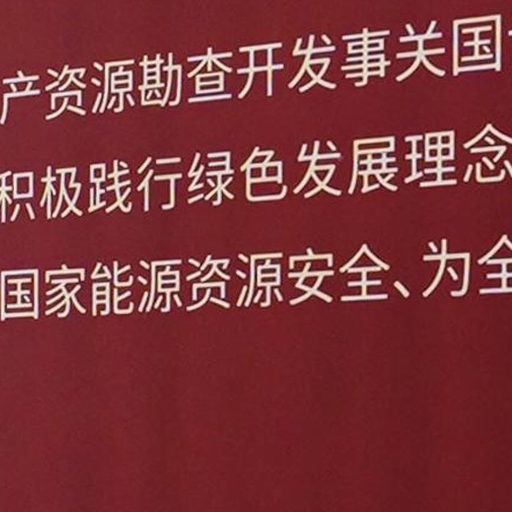 产资源勘查开发事关国
积极践行绿色发展理念
国家能源资源安全、为全